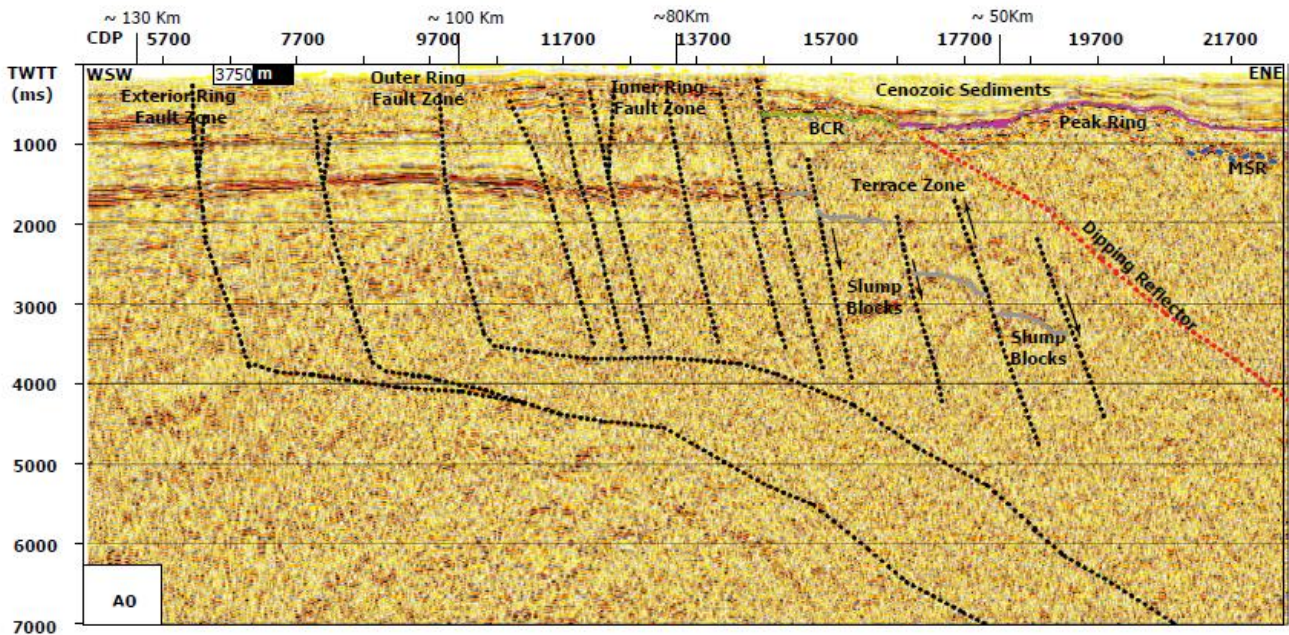 ~ 130 Km ~ 100 Km ~80Km ~ 50Km
CDP 5700 7700 9700 11700 13700 15700 17700 19700 21700
TWTT
(ms)
WSW 3750 m ENE
Exterior Ring
Fault Zone
Outer Ring
Fault Zone
Inner Ring
Fault Zone
Cenozoic Sediments
BCR
Peak Ring
MSR
1000
Terrace Zone
2000
Dipping Reflector
Slump
Blocks
3000
Slump
Blocks
4000
5000
6000
A0
7000